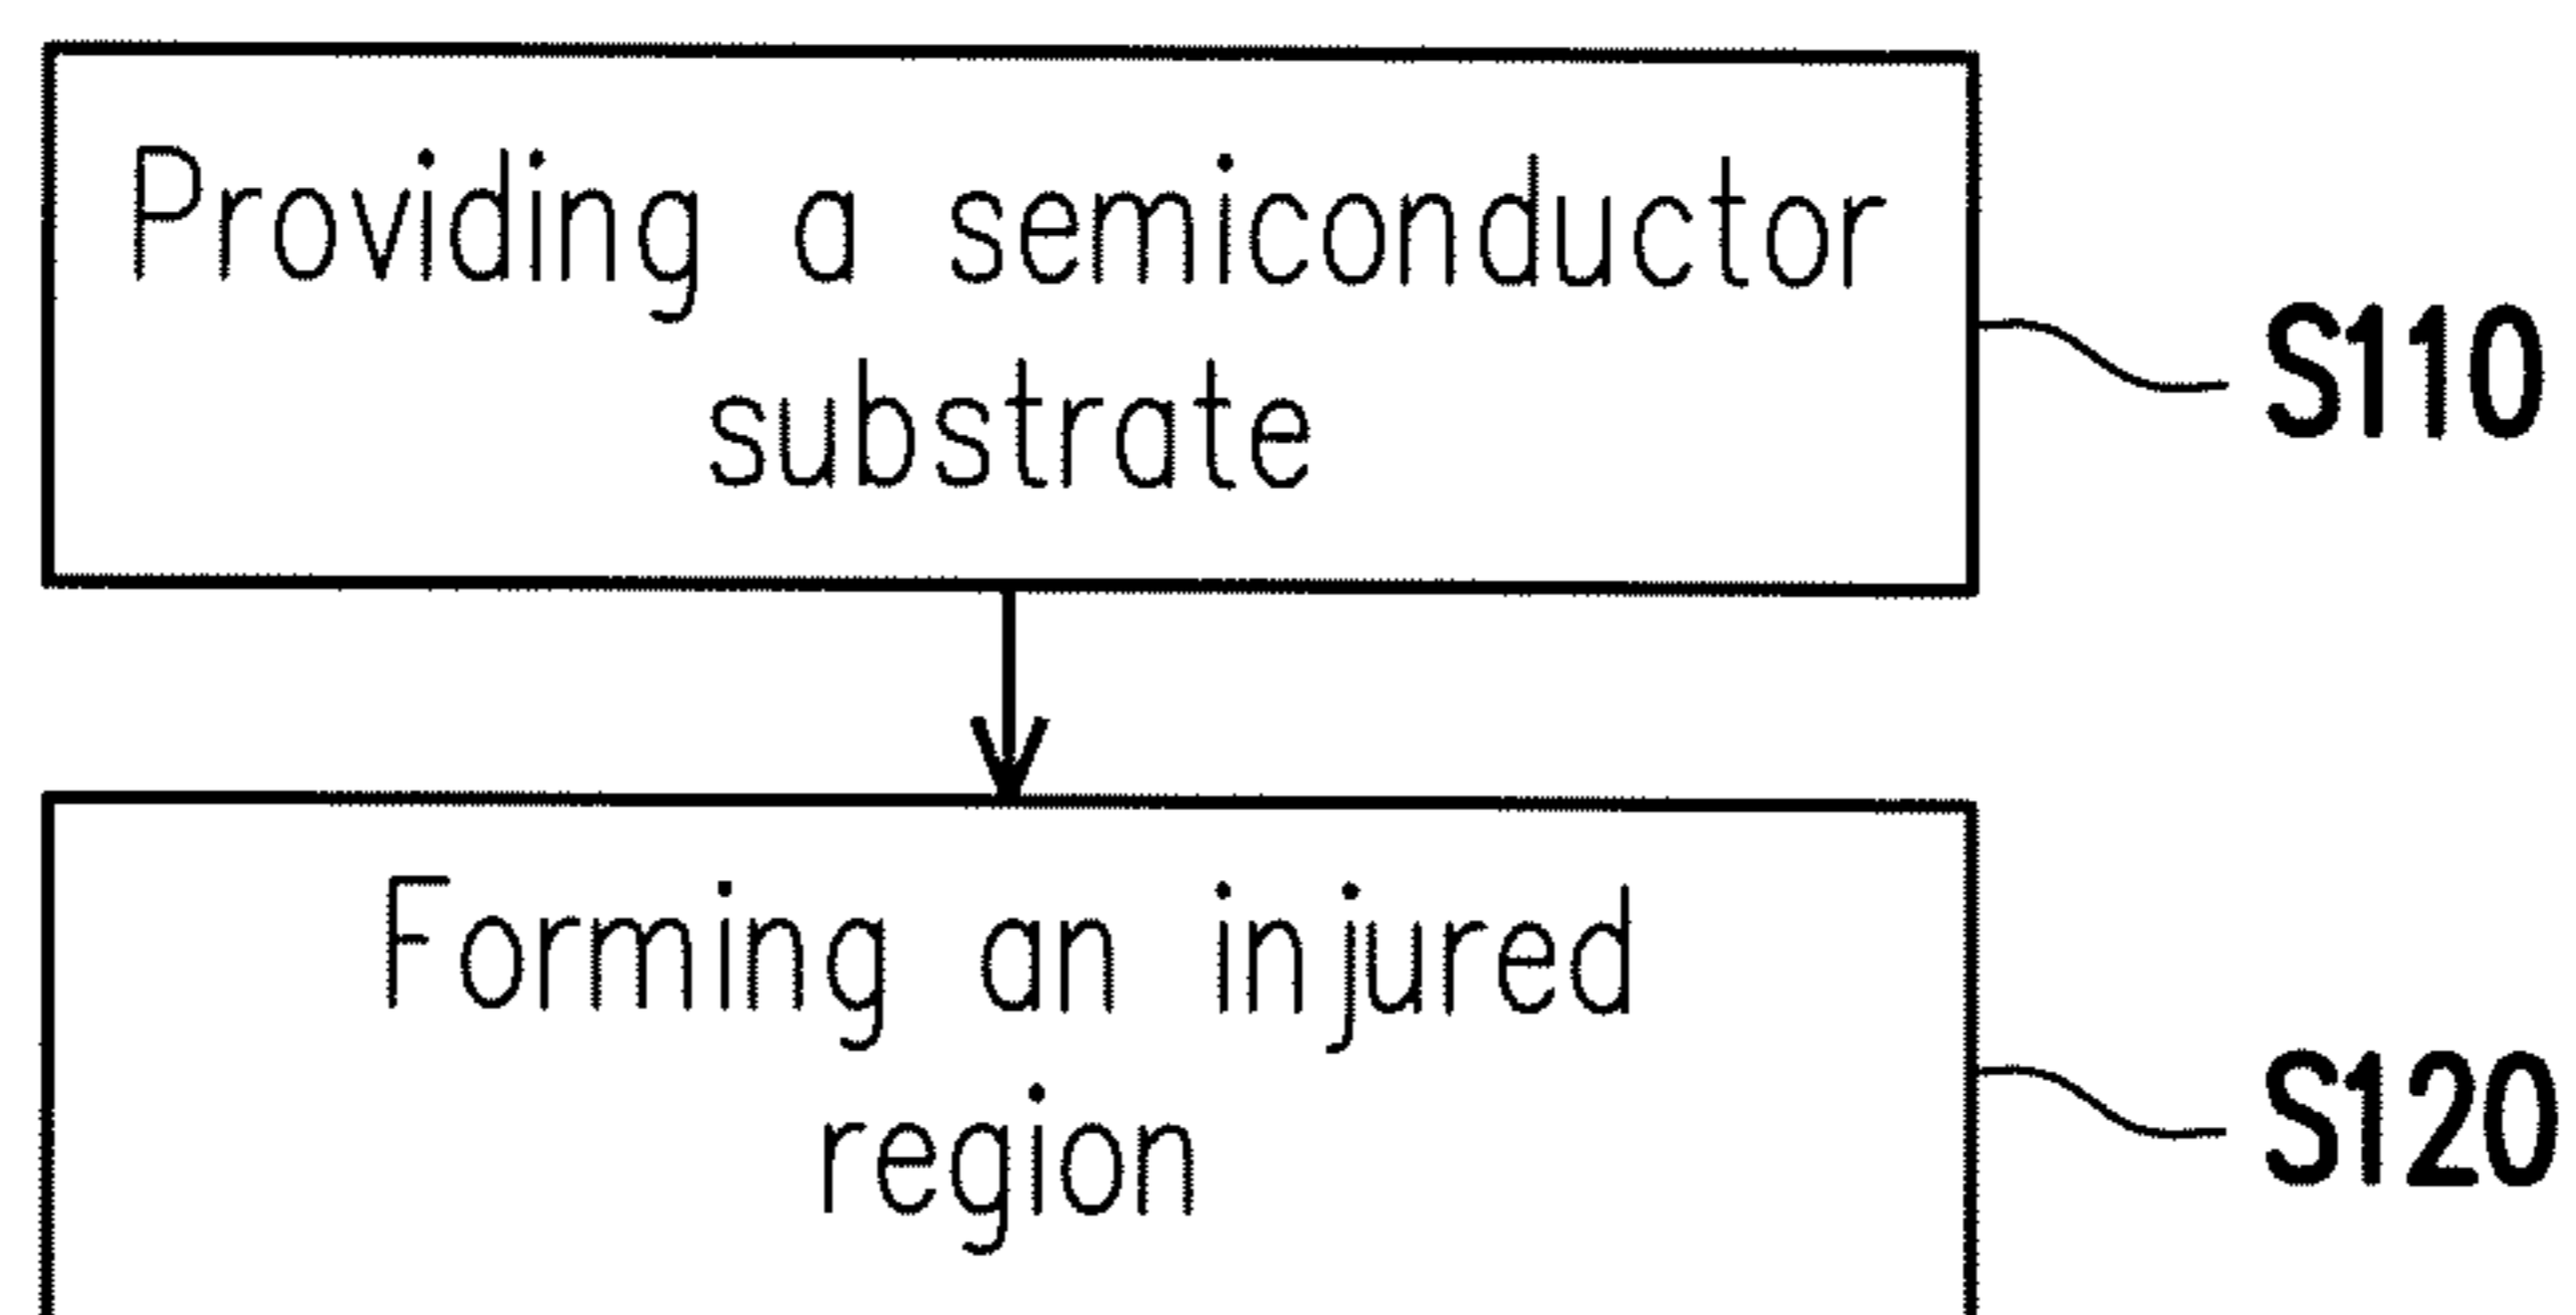 Providing a semiconductor
substrate
S110
Forming an injured
region
S120